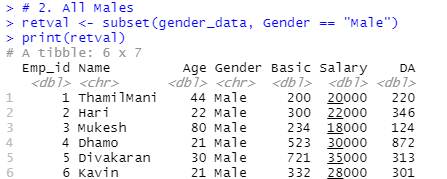 > # 2. All Males
> retval <- subset(gender_data, Gender == "Male")
> print(retval)
# A tibble: 6 x 7
  Emp_id Name        Age Gender Basic Salary    DA
   <dbl> <chr>     <dbl> <chr>  <dbl>  <dbl> <dbl>
1      1 ThamilMani   44 Male     200  20000   220
2      2 Hari         22 Male     300  22000   346
3      3 Mukesh       80 Male     234  18000   124
4      4 Dhamo        21 Male     523  30000   872
5      5 Divakaran    30 Male     721  35000   313
6      6 Kavin        21 Male     332  28000   301